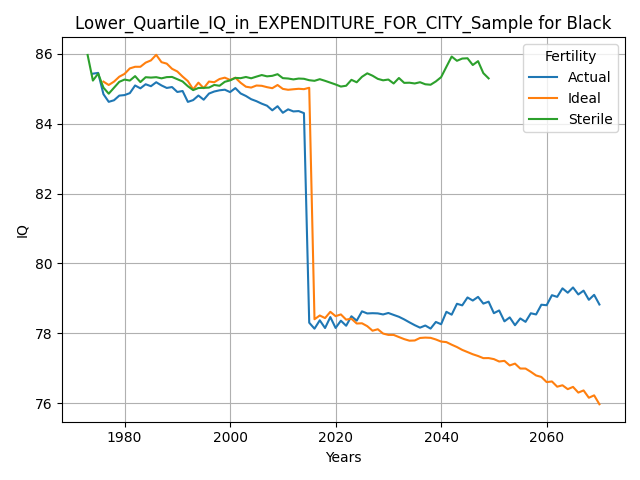 Lower_Quartile_IQ_in_EXPENDITURE_FOR_CITY_Sample for Black
Fertility
Actual
Ideal
Sterile
IQ
86
84
82
80
78
76
1980
2000
2020
2040
2060
Years